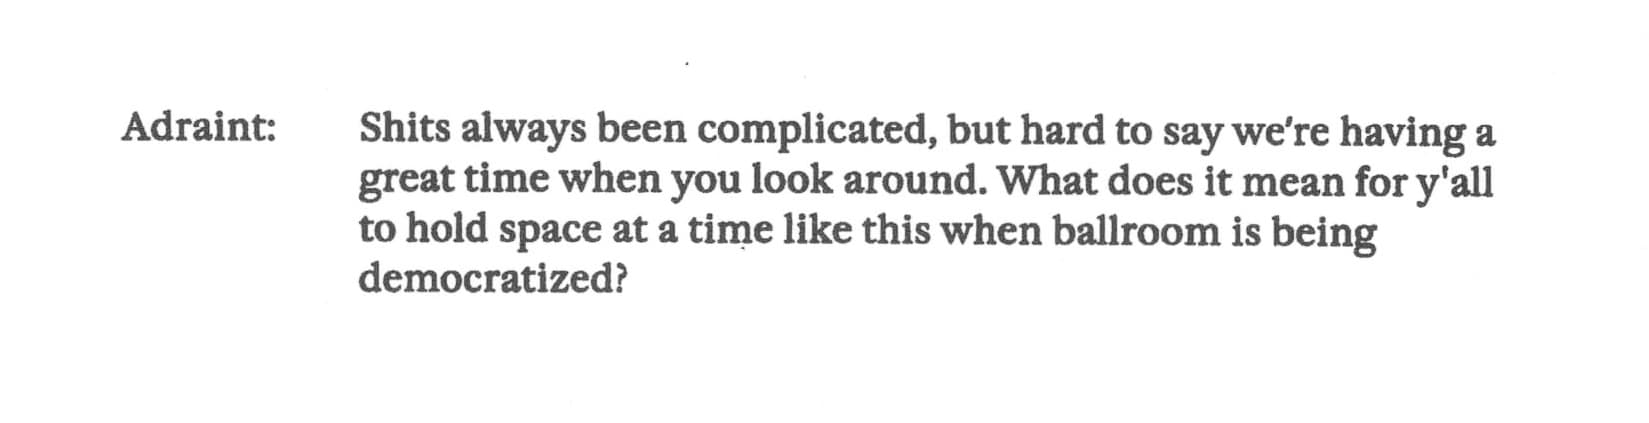 Adraint: Shits always been complicated, but hard to say we're having a
great time when you look around. What does it mean for y'all
to hold space at a time like this when ballroom is being
democratized?